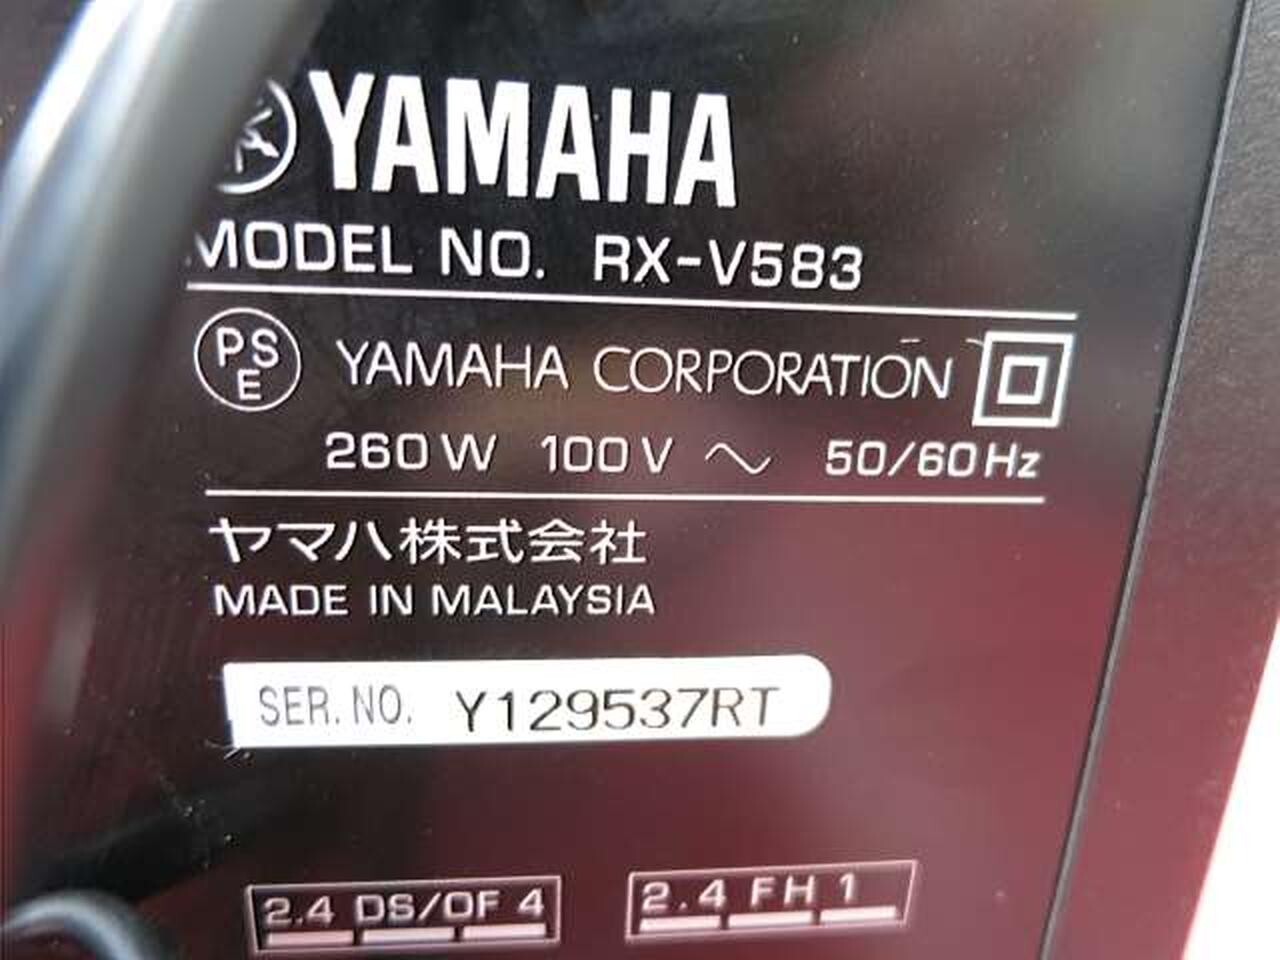 YAMAHA
MODEL NO. RX-V583
PSE YAMAHA CORPORATION
260W 100V ~ 50/60Hz
ヤマハ株式会社
MADE IN MALAYSIA
SER. NO. Y129537RT
2.4 DS/OF 4 2.4 FH 1